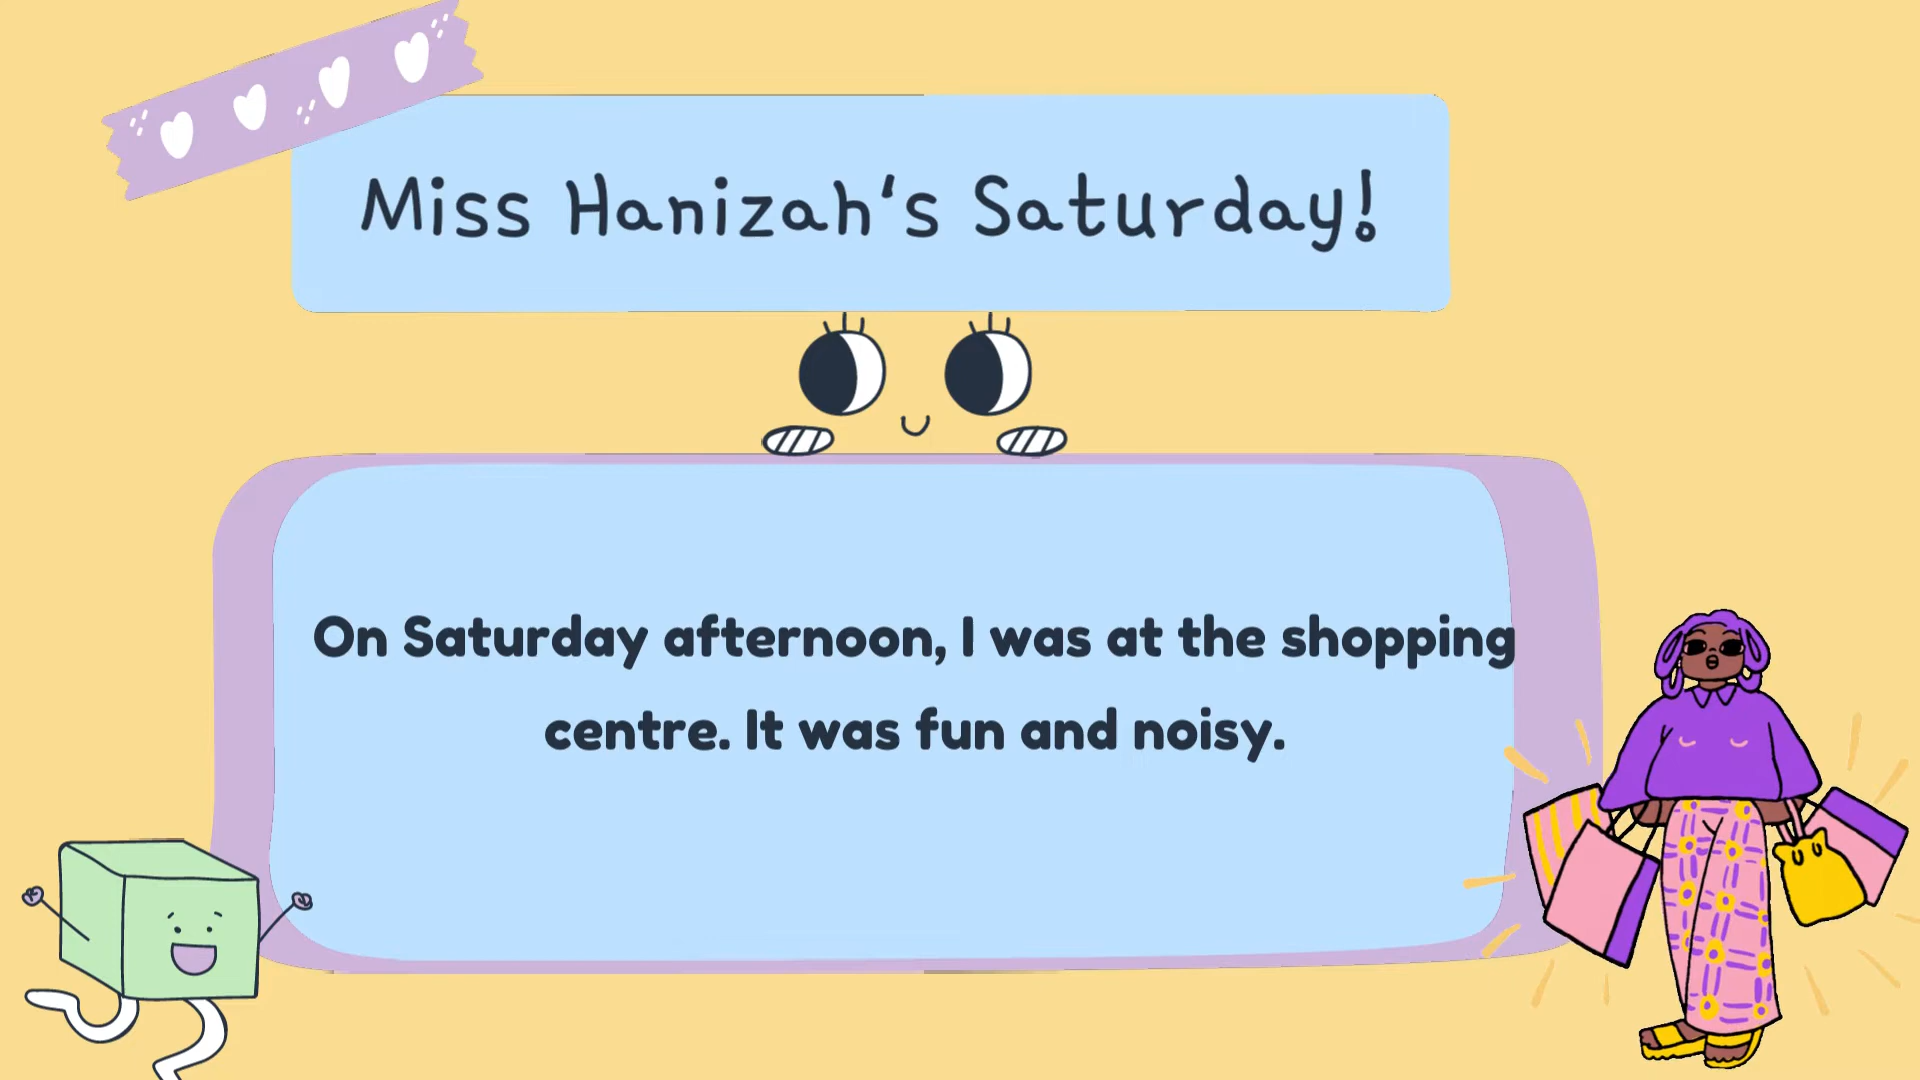 Miss Hanizah's Saturday!
On Saturday afternoon, I was at the shopping
centre. It was fun and noisy.